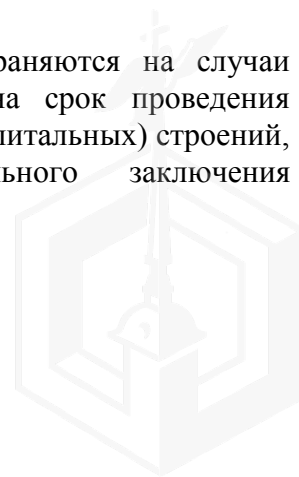 раняются на случаи
на срок проведения
питальных) строений,
льного заключения